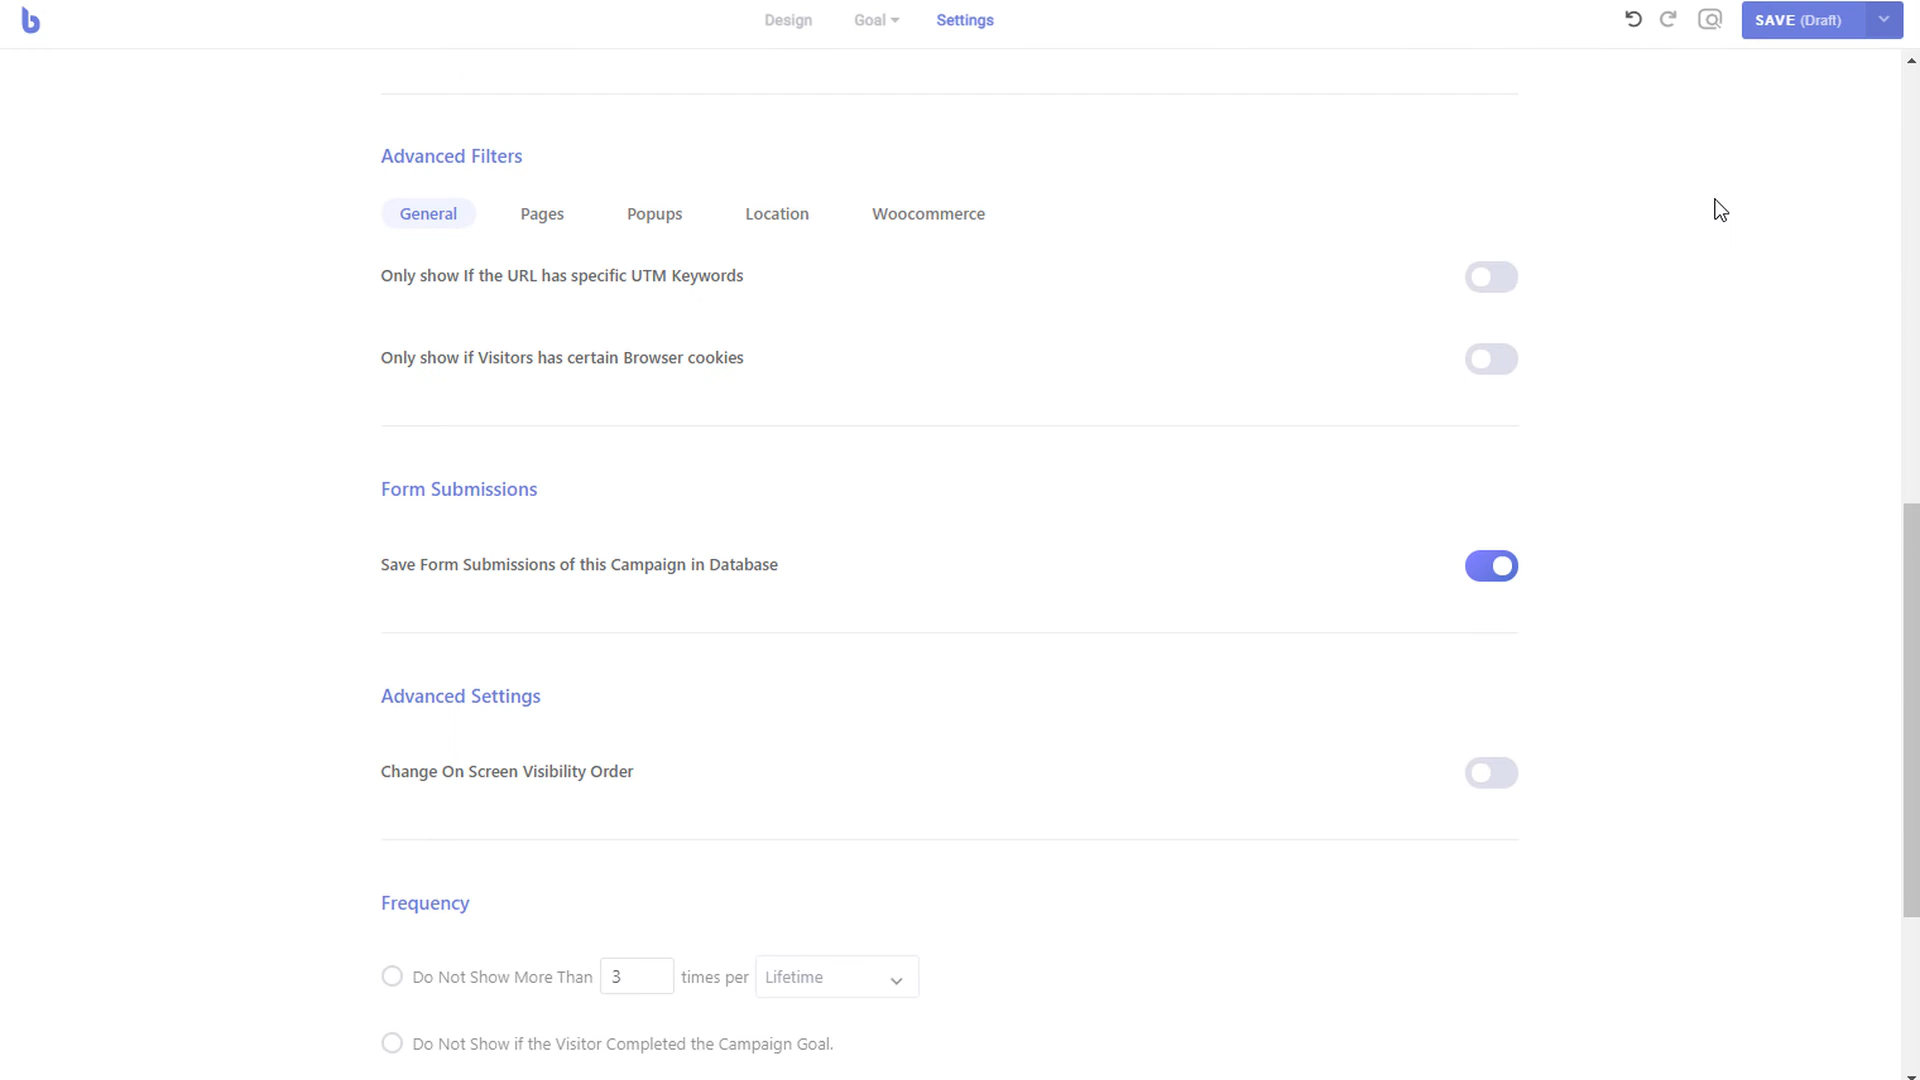 Design Goal Settings SAVE (Draft)
Advanced Filters
General Pages Popups Location Woocommerce
Only show If the URL has specific UTM Keywords
Only show if Visitors has certain Browser cookies
Form Submissions
Save Form Submissions of this Campaign in Database
Advanced Settings
Change On Screen Visibility Order
Frequency
Do Not Show More Than 3 times per Lifetime
Do Not Show if the Visitor Completed the Campaign Goal.